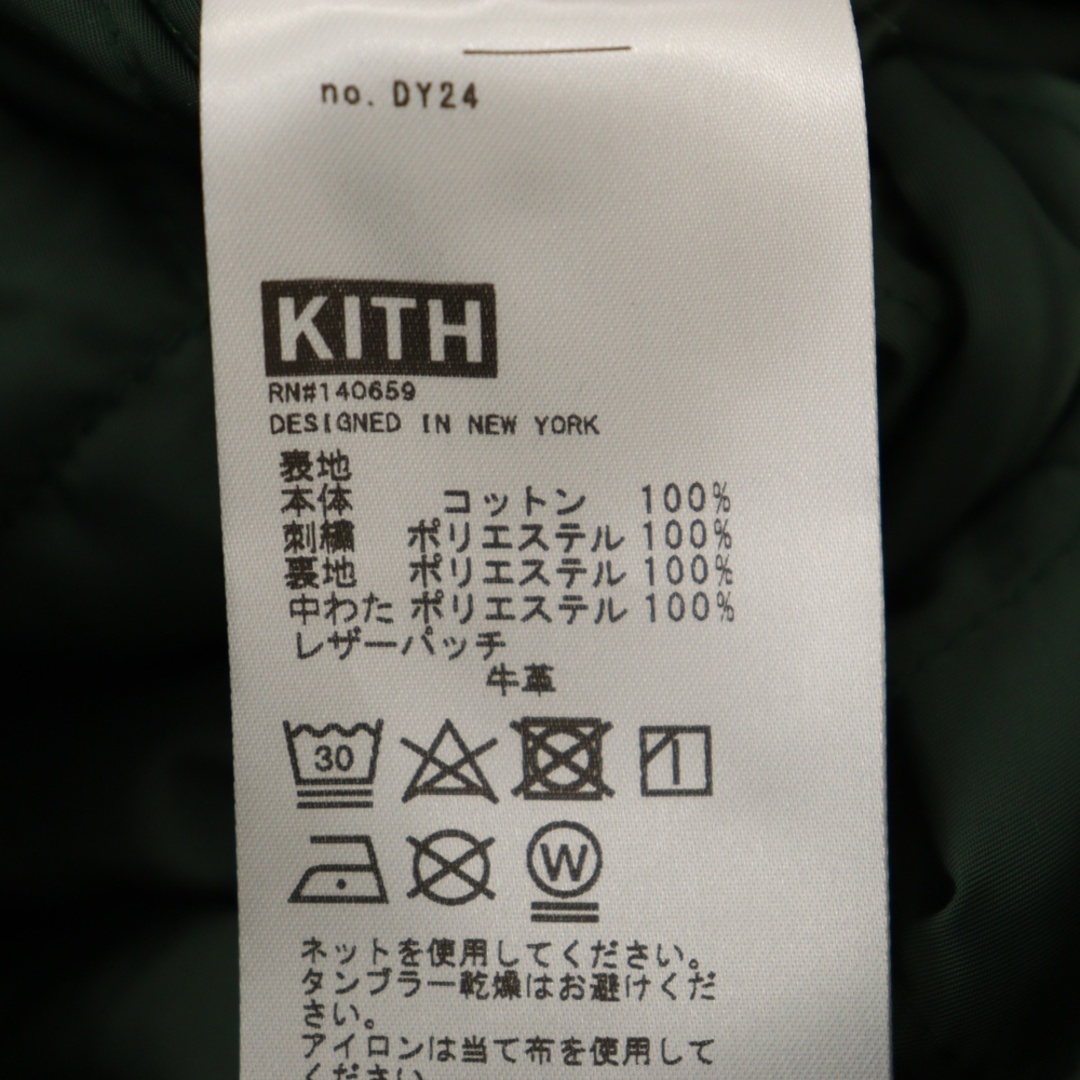 no. DY24
KITH
RN#140659
DESIGNED IN NEW YORK
表地
本体 コットン 100%
刺繍 ポリエステル 100%
裏地 ポリエステル 100%
中わた ポリエステル 100%
レザーパッチ
牛革
30
W
ネットを使用してください。
タンブラー乾燥はお避けくだ
さい。
アイロンは当て布を使用して
ください